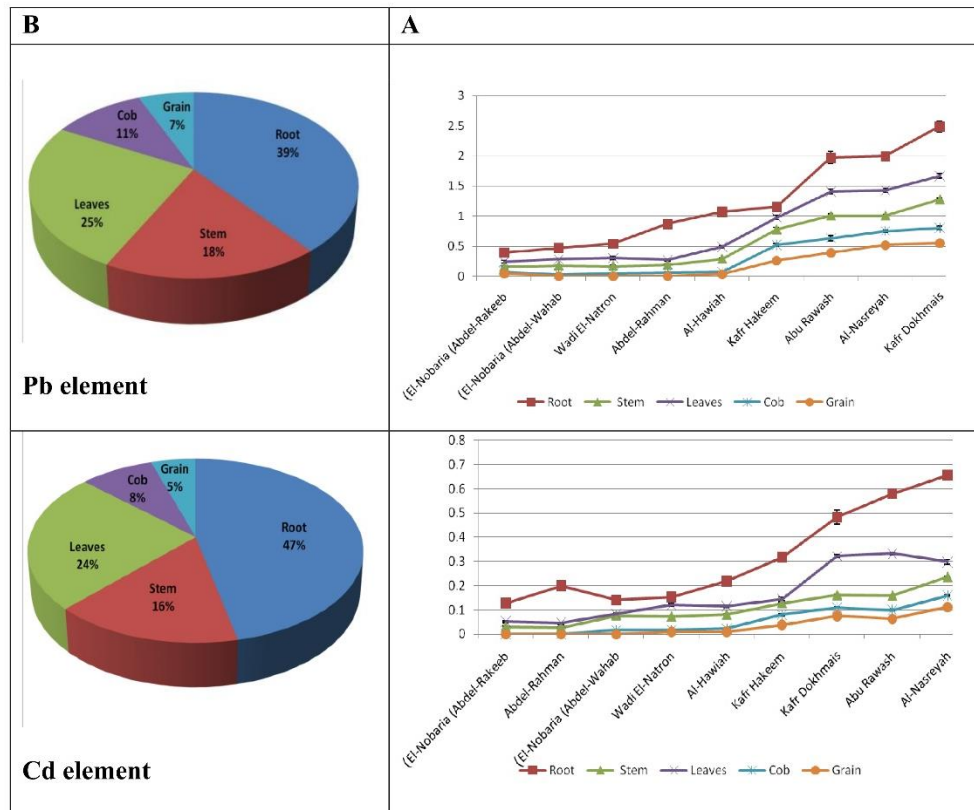 B
A
Cob
11%
Grain
7%
Root
39%
Leaves
25%
Stem
18%
Pb element
3
2.5
2
1.5
1
0.5
0
(El-Nobaria (Abdel-Rakeeb
(El-Nobaria (Abdel-Wahab
Wadi El-Natron
Abdel-Rahman
Al-Hawiah
Kafr Hakeem
Abu Rawash
Al-Nasreyah
Kafr Dokhmais
Root Stem Leaves Cob Grain
Cob
8%
Grain
5%
Root
47%
Leaves
24%
Stem
16%
Cd element
0.8
0.7
0.6
0.5
0.4
0.3
0.2
0.1
0
(El-Nobaria (Abdel-Rakeeb
Abdel-Rahman
(El-Nobaria (Abdel-Wahab
Wadi El-Natron
Al-Hawiah
Kafr Hakeem
Kafr Dokhmais
Abu Rawash
Al-Nasreyah
Root Stem Leaves Cob Grain